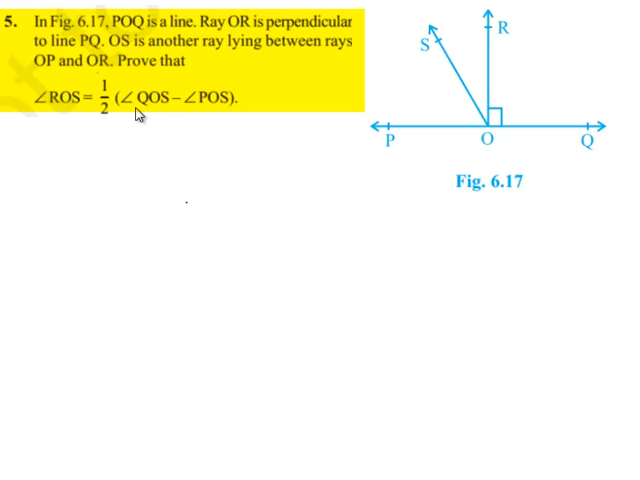 5. In Fig. 6.17, POQ is a line. Ray OR is perpendicular
to line PQ. OS is another ray lying between rays
OP and OR. Prove that
∠ROS = 1/2 (∠ QOS – ∠POS).
R
S
P
O
Q
Fig. 6.17